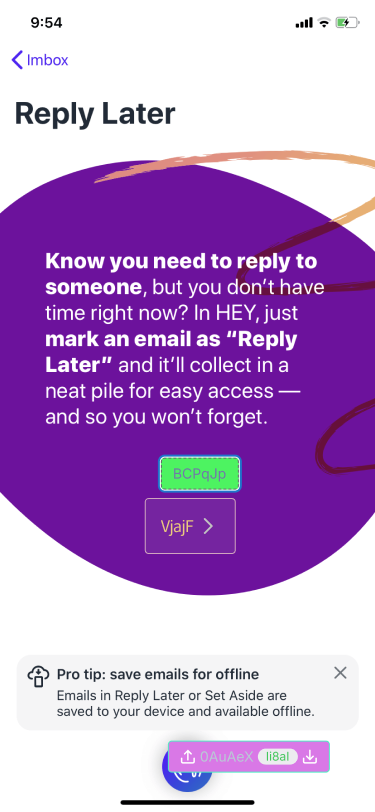 9:54
Imbox
Reply Later
Know you need to reply to
someone, but you don't have
time right now? In HEY, just
mark an email as “Reply
Later” and it'll collect in a
neat pile for easy access —
and so you won't forget.
BCPqJp
VjajF
Pro tip: save emails for offline
Emails in Reply Later or Set Aside are
saved to your device and available offline.
0AuAeX li8al